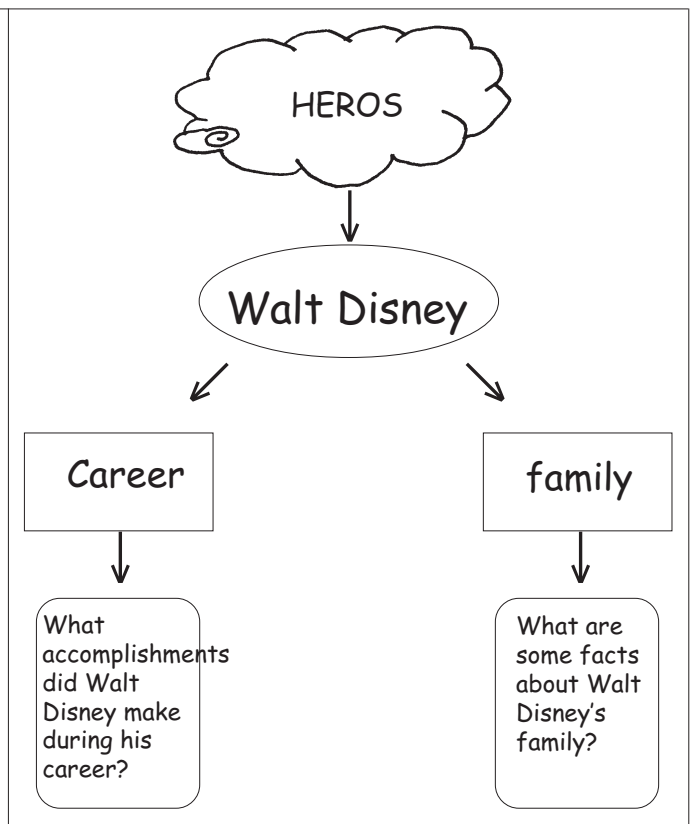 HEROS
Walt Disney
Career
family
What
accomplishments
did Walt
Disney make
during his
career?
What are
some facts
about Walt
Disney's
family?